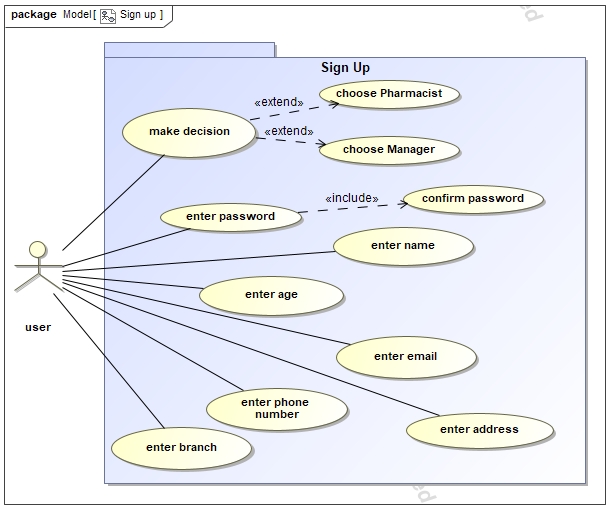 package Model[ Sign up ]
Sign Up
choose Pharmacist
«extend»
make decision
«extend»
choose Manager
«include»
confirm password
enter password
enter name
enter age
user
enter email
enter phone
number
enter address
enter branch